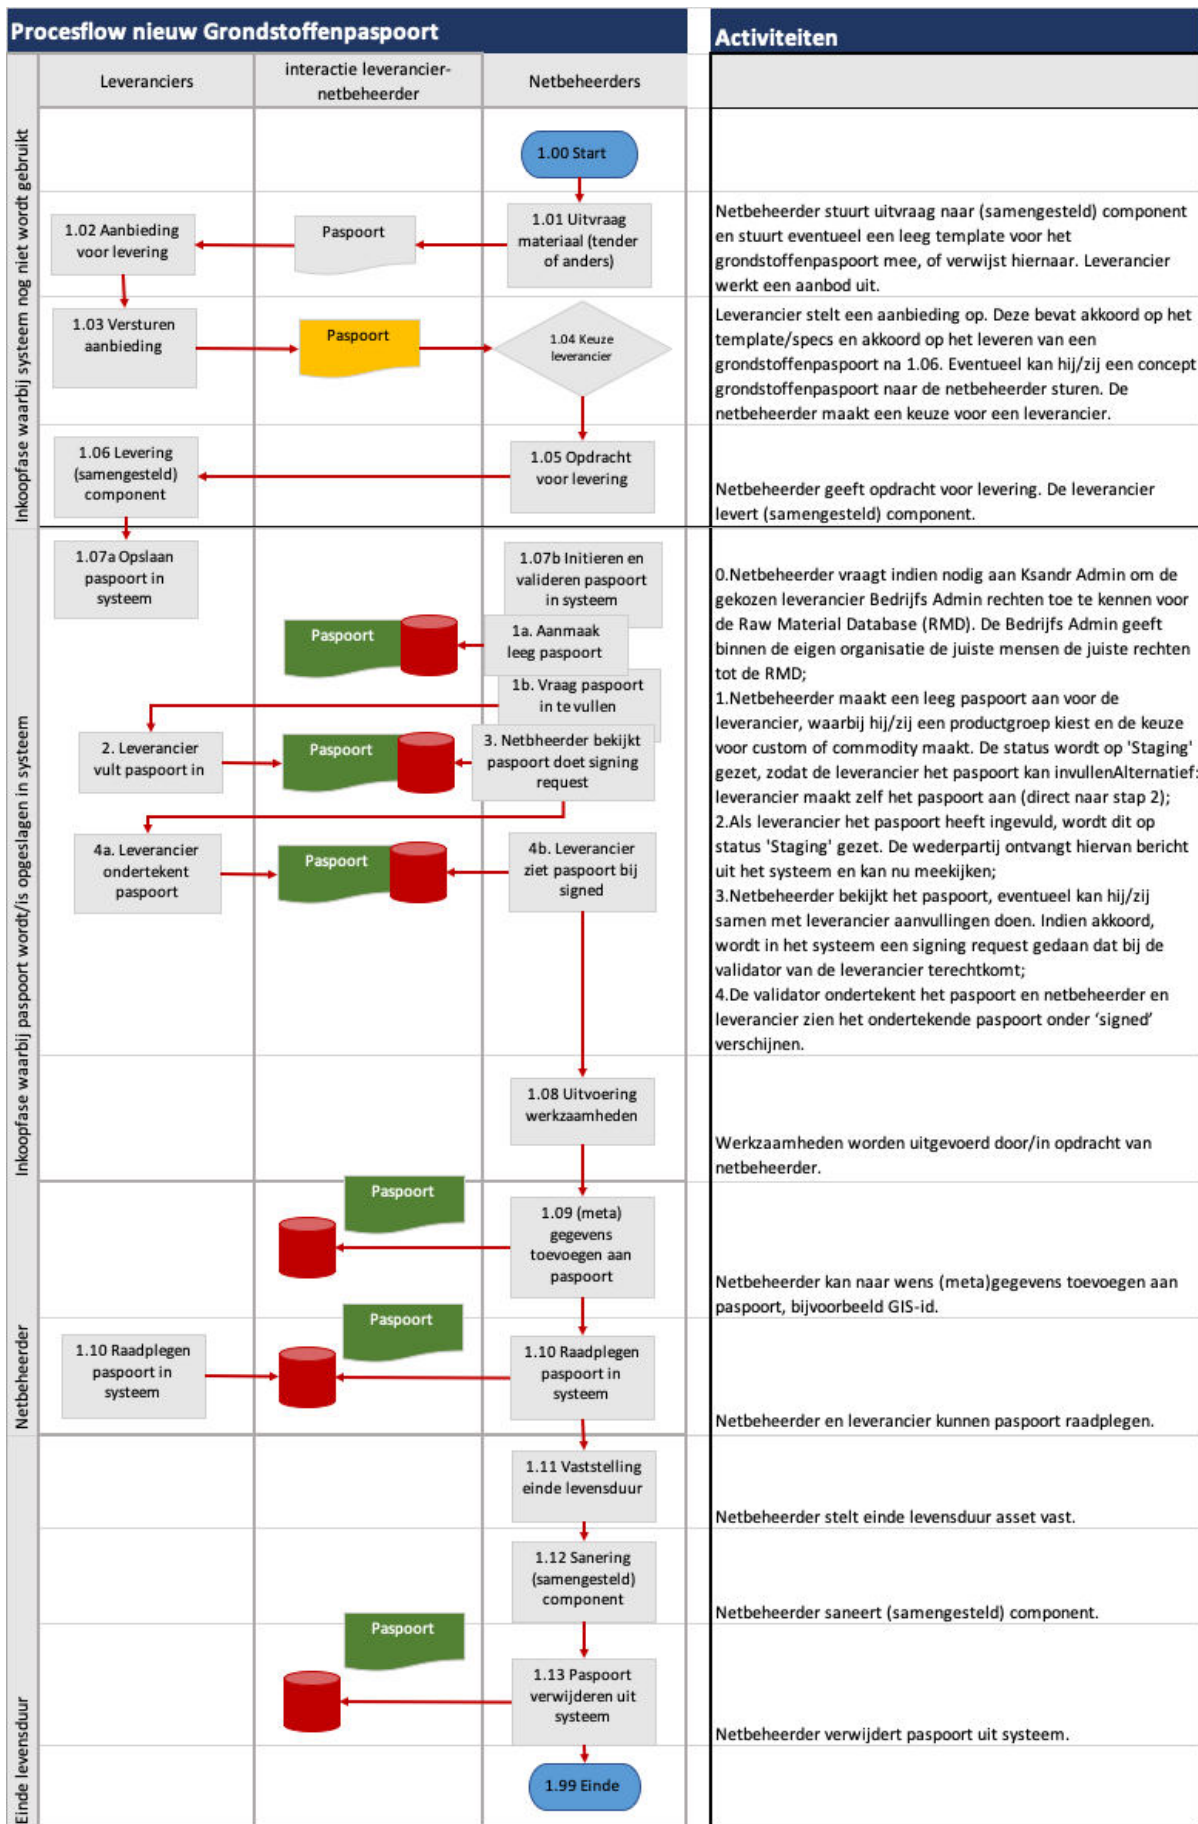 Procesflow nieuw Grondstoffenpaspoort
Activiteiten
Leveranciers
interactie leverancier-
netbeheerder
Netbeheerders
Inkoopfase waarbij systeem nog niet wordt gebruikt
1.00 Start
1.02 Aanbieding
voor levering
Paspoort
1.01 Uitvraag
materiaal (tender
of anders)
Netbeheerder stuurt uitvraag naar (samengesteld) component
en stuurt eventueel een leeg template voor het
grondstoffenpaspoort mee, of verwijst hiernaar. Leverancier
werkt een aanbod uit.
1.03 Versturen
aanbieding
Paspoort
1.04 Keuze
leverancier
Leverancier stelt een aanbieding op. Deze bevat akkoord op het
template/specs en akkoord op het leveren van een
grondstoffenpaspoort na 1.06. Eventueel kan hij/zij een concept
grondstoffenpaspoort naar de netbeheerder sturen. De
netbeheerder maakt een keuze voor een leverancier.
1.06 Levering
(samengesteld)
component
1.05 Opdracht
voor levering
Netbeheerder geeft opdracht voor levering. De leverancier
levert (samengesteld) component.
Inkoopfase waarbij paspoort wordt/is opgeslagen in systeem
1.07a Opslaan
paspoort in
systeem
1.07b Initieren en
valideren paspoort
in systeem
Paspoort
1a. Aanmaak
leeg paspoort
1b. Vraag paspoort
in te vullen
2. Leverancier
vult paspoort in
Paspoort
3. Netbheerder bekijkt
paspoort doet signing
request
4a. Leverancier
ondertekent
paspoort
Paspoort
4b. Leverancier
ziet paspoort bij
signed
0.Netbeheerder vraagt indien nodig aan Ksandr Admin om de
gekozen leverancier Bedrijfs Admin rechten toe te kennen voor
de Raw Material Database (RMD). De Bedrijfs Admin geeft
binnen de eigen organisatie de juiste mensen de juiste rechten
tot de RMD;
1.Netbeheerder maakt een leeg paspoort aan voor de
leverancier, waarbij hij/zij een productgroep kiest en de keuze
voor custom of commodity maakt. De status wordt op 'Staging'
gezet, zodat de leverancier het paspoort kan invullenAlternatief:
leverancier maakt zelf het paspoort aan (direct naar stap 2);
2.Als leverancier het paspoort heeft ingevuld, wordt dit op
status 'Staging' gezet. De wederpartij ontvangt hiervan bericht
uit het systeem en kan nu meekijken;
3.Netbeheerder bekijkt het paspoort, eventueel kan hij/zij
samen met leverancier aanvullingen doen. Indien akkoord,
wordt in het systeem een signing request gedaan dat bij de
validator van de leverancier terechtkomt;
4.De validator ondertekent het paspoort en netbeheerder en
leverancier zien het ondertekende paspoort onder ‘signed’
verschijnen.
1.08 Uitvoering
werkzaamheden
Werkzaamheden worden uitgevoerd door/in opdracht van
netbeheerder.
Netbeheerder
Paspoort
1.09 (meta)
gegevens
toevoegen aan
paspoort
Netbeheerder kan naar wens (meta)gegevens toevoegen aan
paspoort, bijvoorbeeld GIS-id.
Paspoort
1.10 Raadplegen
paspoort in
systeem
1.10 Raadplegen
paspoort in
systeem
Netbeheerder en leverancier kunnen paspoort raadplegen.
Einde levensduur
1.11 Vaststelling
einde levensduur
Netbeheerder stelt einde levensduur asset vast.
1.12 Sanering
(samengesteld)
component
Netbeheerder saneert (samengesteld) component.
Paspoort
1.13 Paspoort
verwijderen uit
systeem
Netbeheerder verwijdert paspoort uit systeem.
1.99 Einde